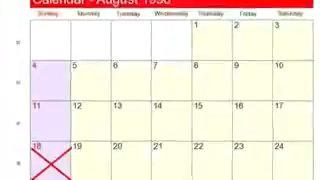 Calendar - August
Sunday Monday Tuesday Wednesday Thursday Friday Saturday
1 2 3
4 5 6 7 8 9 10
11 12 13 14 15 16 17
18 19 20 21 22 23 24